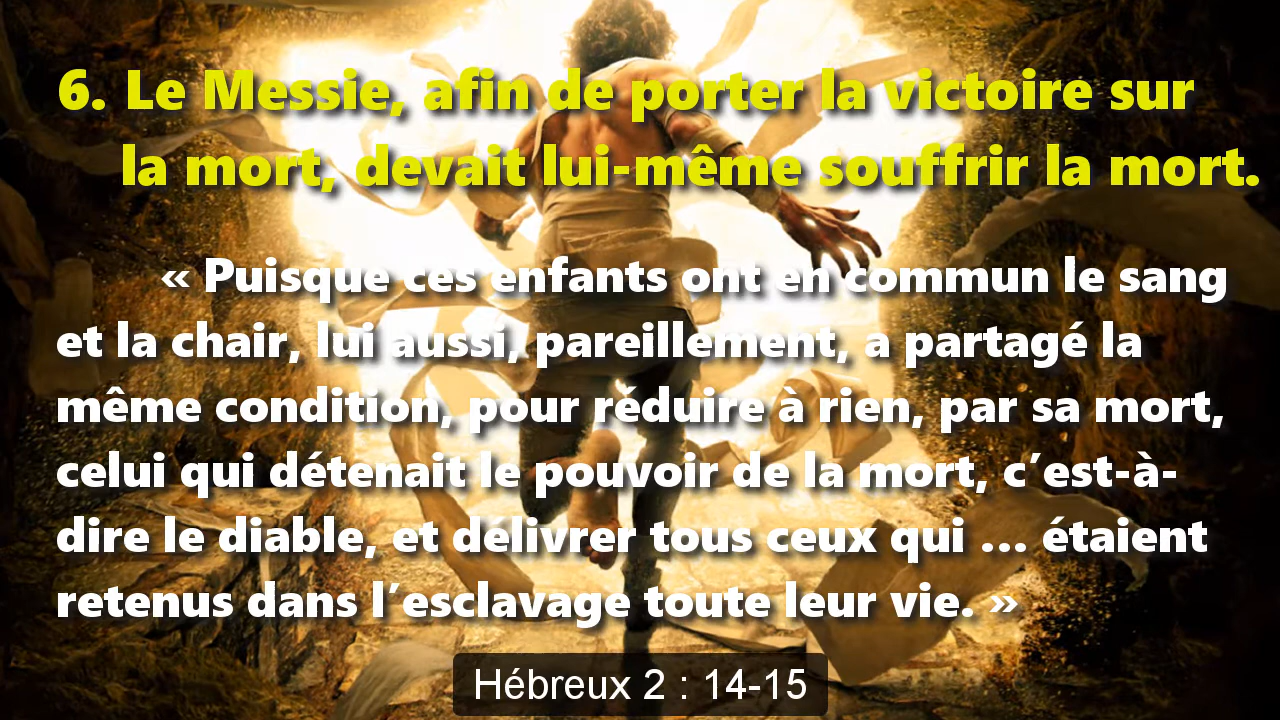 6. Le Messie, afin de porter la victoire sur
la mort, devait lui-même souffrir la mort.
« Puisque ces enfants ont en commun le sang
et la chair, lui aussi, pareillement, a partagé la
même condition, pour réduire à rien, par sa mort,
celui qui détenait le pouvoir de la mort, c’est-à-
dire le diable, et délivrer tous ceux qui … étaient
retenus dans l’esclavage toute leur vie. »
Hébreux 2 : 14-15